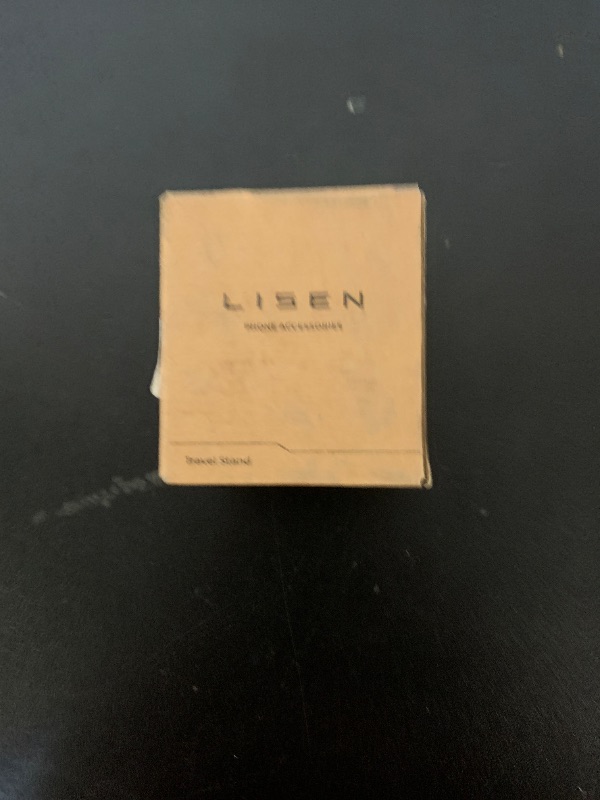 LISEN
PHONE ACCESSORIES
Travel Stand